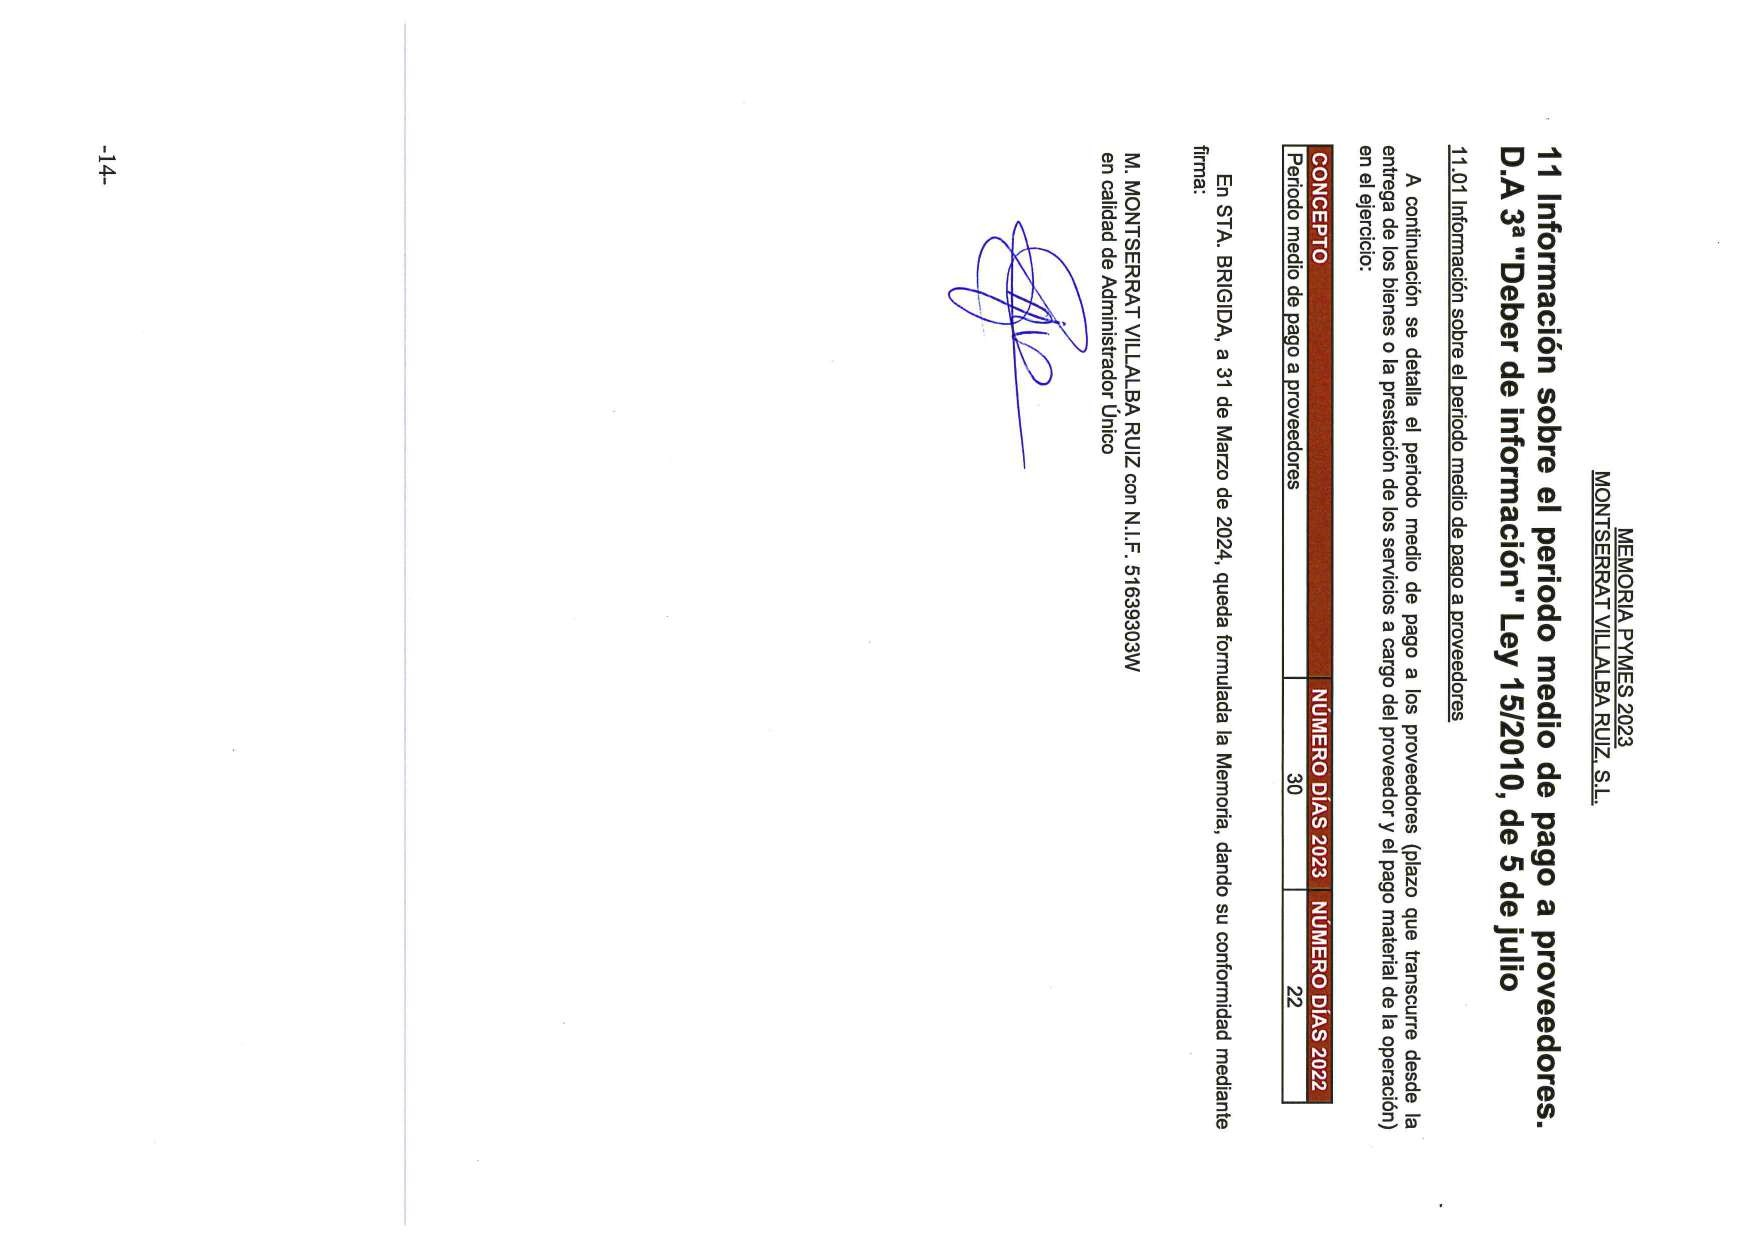 MEMORIA PYMES 2023
MONTSERRAT VILLALBA RUIZ, S.L.
11 Información sobre el periodo medio de pago a proveedores.
D.A 3ª "Deber de información" Ley 15/2010, de 5 de julio
11.01 Información sobre el periodo medio de pago a proveedores
A continuación se detalla el periodo medio de pago a los proveedores (plazo que transcurre desde la
entrega de los bienes o la prestación de los servicios a cargo del proveedor y el pago material de la operación)
en el ejercicio:
CONCEPTO NÚMERO DÍAS 2023 NÚMERO DÍAS 2022
Periodo medio de pago a proveedores 30 22
En STA. BRIGIDA, a 31 de Marzo de 2024, queda formulada la Memoria, dando su conformidad mediante
firma:
M. MONTSERRAT VILLALBA RUIZ con N.I.F. 51639303W
en calidad de Administrador Único
-14-